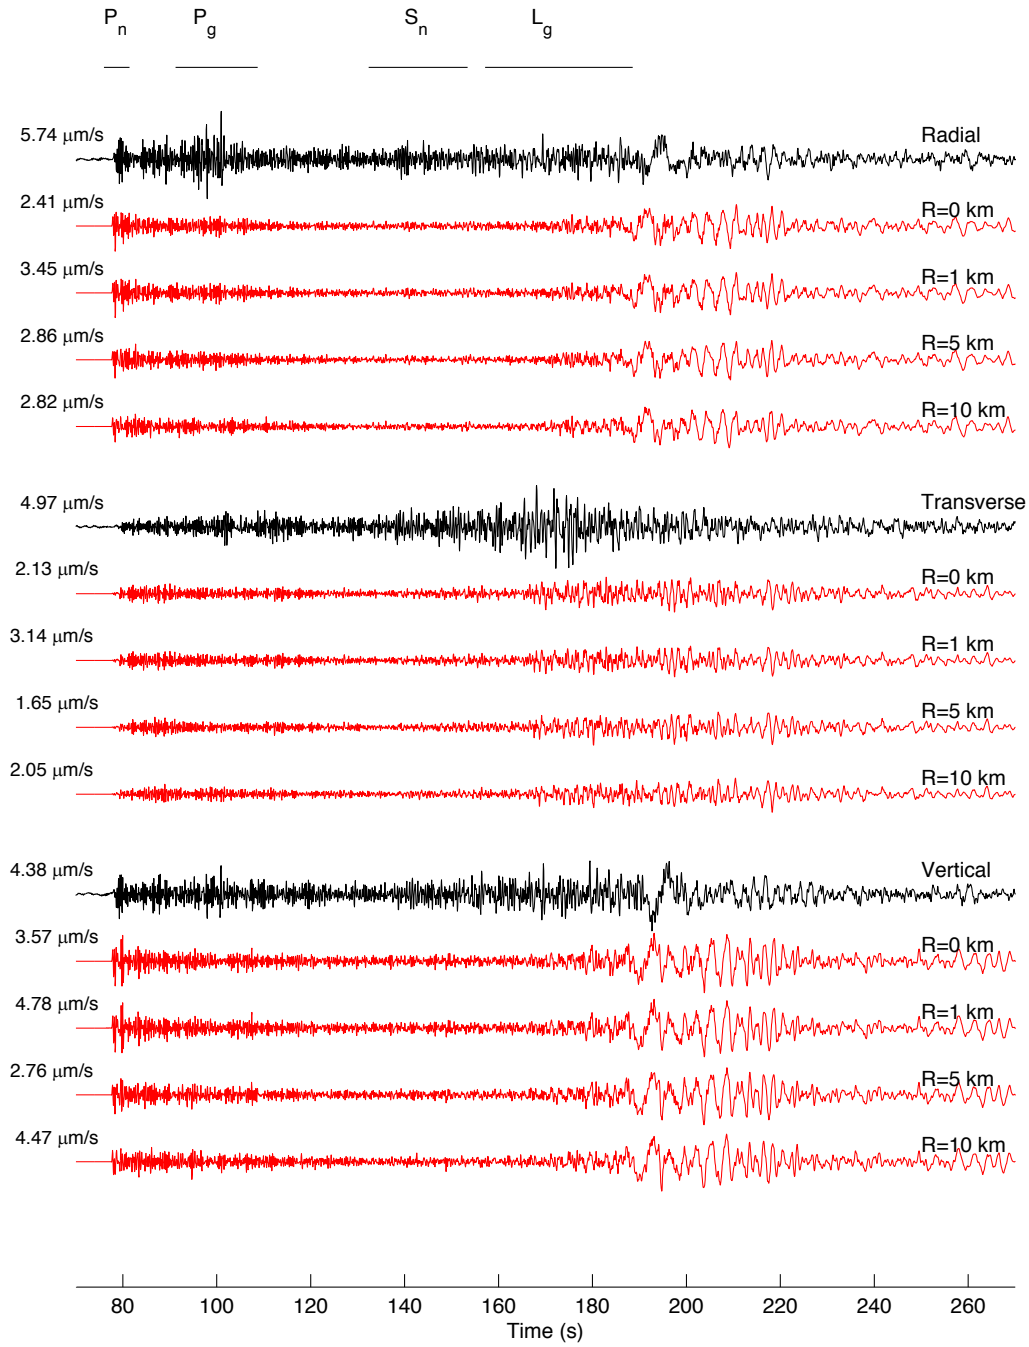 Pn Pg Sn Lg
5.74 μm/s Radial
2.41 μm/s R=0 km
3.45 μm/s R=1 km
2.86 μm/s R=5 km
2.82 μm/s R=10 km
4.97 μm/s Transverse
2.13 μm/s R=0 km
3.14 μm/s R=1 km
1.65 μm/s R=5 km
2.05 μm/s R=10 km
4.38 μm/s Vertical
3.57 μm/s R=0 km
4.78 μm/s R=1 km
2.76 μm/s R=5 km
4.47 μm/s R=10 km
80 100 120 140 160 180 200 220 240 260
Time (s)